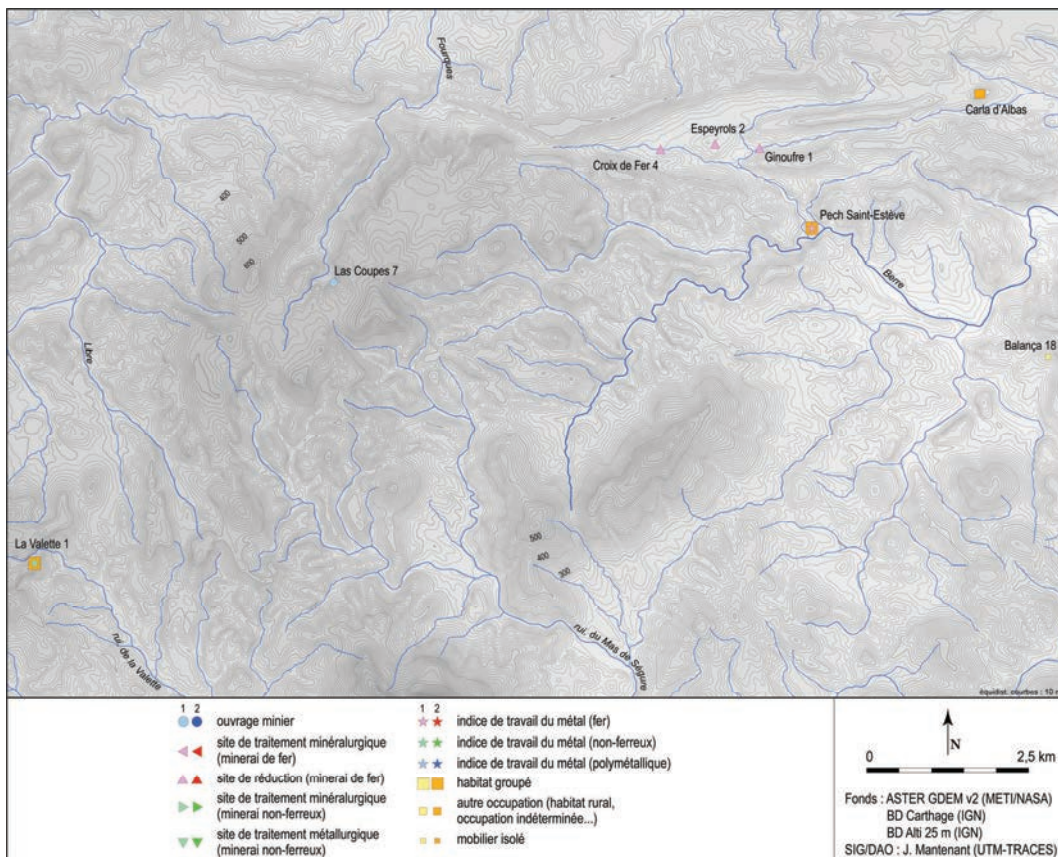 Fourques
Carla d'Albas
Espeyrols 2
Croix de Fer 4
Ginoufre 1
400
500
600
Pech Saint-Estève
Las Coupes 7
Berre
Libre
Balança 18
La Valette 1
500
400
300
rui. de la Valette
rui. du Mas de Ségure
équidist. courbes : 10 m
1 2
ouvrage minier
site de traitement minéralurgique
(minerai de fer)
site de réduction (minerai de fer)
site de traitement minéralurgique
(minerai non-ferreux)
site de traitement métallurgique
(minerai non-ferreux)
1 2
indice de travail du métal (fer)
indice de travail du métal (non-ferreux)
indice de travail du métal (polymétallique)
habitat groupé
autre occupation (habitat rural,
occupation indéterminée...)
mobilier isolé
N
0 2,5 km
Fonds : ASTER GDEM v2 (METI/NASA)
BD Carthage (IGN)
BD Alti 25 m (IGN)
SIG/DAO : J. Mantenant (UTM-TRACES)